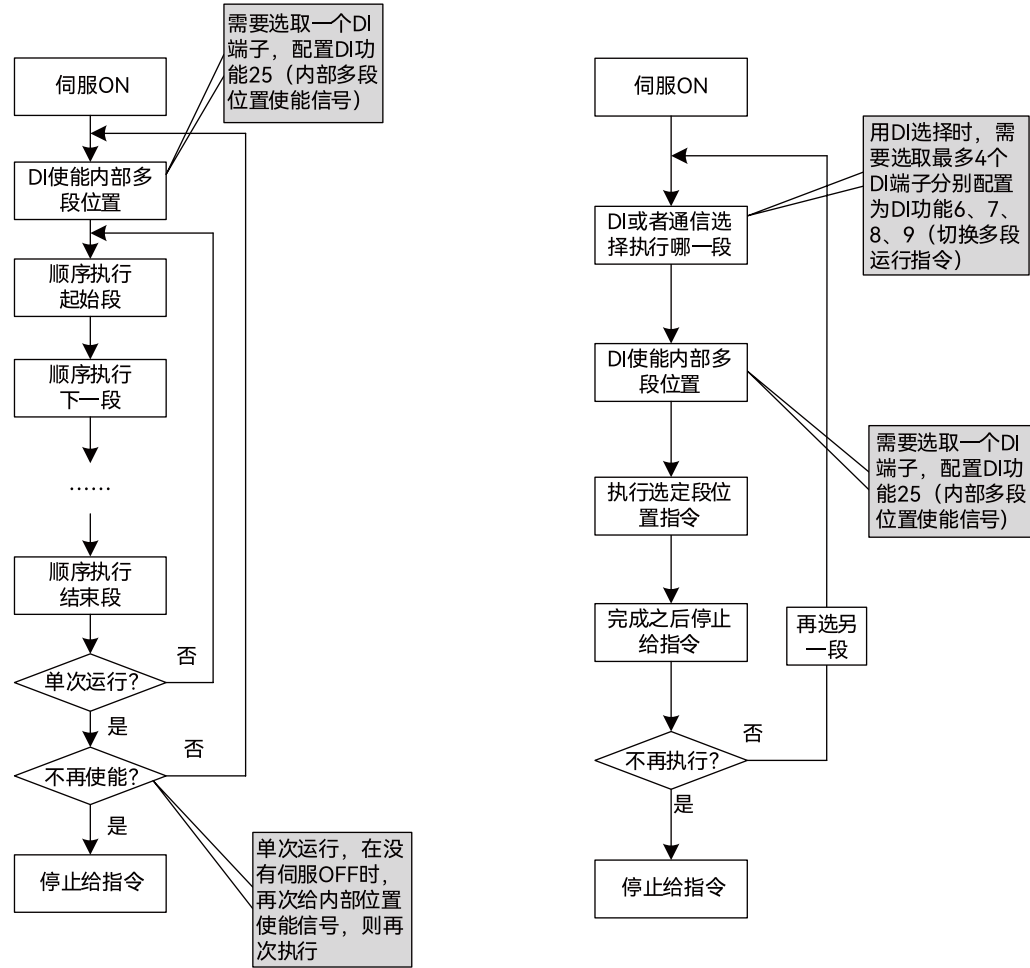 需要选取一个DI
端子，配置DI功
能25（内部多段
位置使能信号）
伺服ON
DI使能内部多
段位置
顺序执行
起始段
顺序执行
下一段
……
顺序执行
结束段
单次运行？
否
是
不再使能？
否
是
停止给指令
单次运行，在没
有伺服OFF时，
再次给内部位置
使能信号，则再
次执行
伺服ON
用DI选择时，需
要选取最多4个
DI端子分别配置
为DI功能6、7、
8、9（切换多段
运行指令）
DI或者通信选
择执行哪一段
DI使能内部多
段位置
需要选取一个DI
端子，配置DI功
能25（内部多段
位置使能信号）
执行选定段位
置指令
完成之后停止
给指令
再选另
一段
不再执行？
否
是
停止给指令